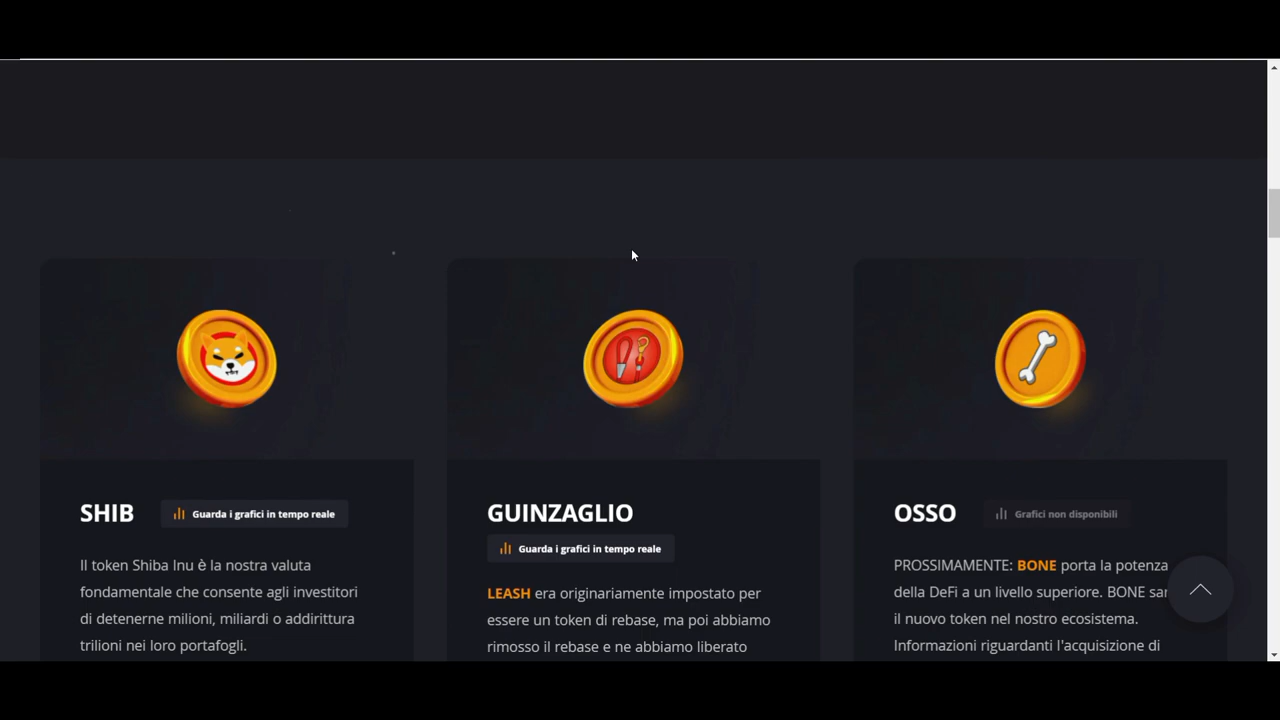 SHIB
Guarda i grafici in tempo reale
Il token Shiba Inu è la nostra valuta
fondamentale che consente agli investitori
di detenerne milioni, miliardi o addirittura
trilioni nei loro portafogli.
GUINZAGLIO
Guarda i grafici in tempo reale
LEASH era originariamente impostato per
essere un token di rebase, ma poi abbiamo
rimosso il rebase e ne abbiamo liberato
OSSO
Grafici non disponibili
PROSSIMAMENTE: BONE porta la potenza
della DeFi a un livello superiore. BONE
il nuovo token nel nostro ecosistema.
Informazioni riguardanti l'acquisizione di